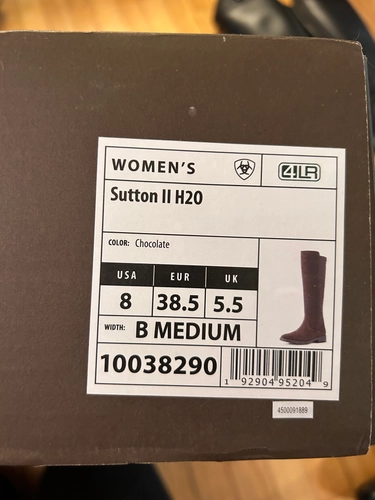 WOMEN'S
4LR
Sutton II H20
COLOR: Chocolate
USA EUR UK
8 38.5 5.5
WIDTH: B MEDIUM
10038290
1 92904 95204 9
4500091889